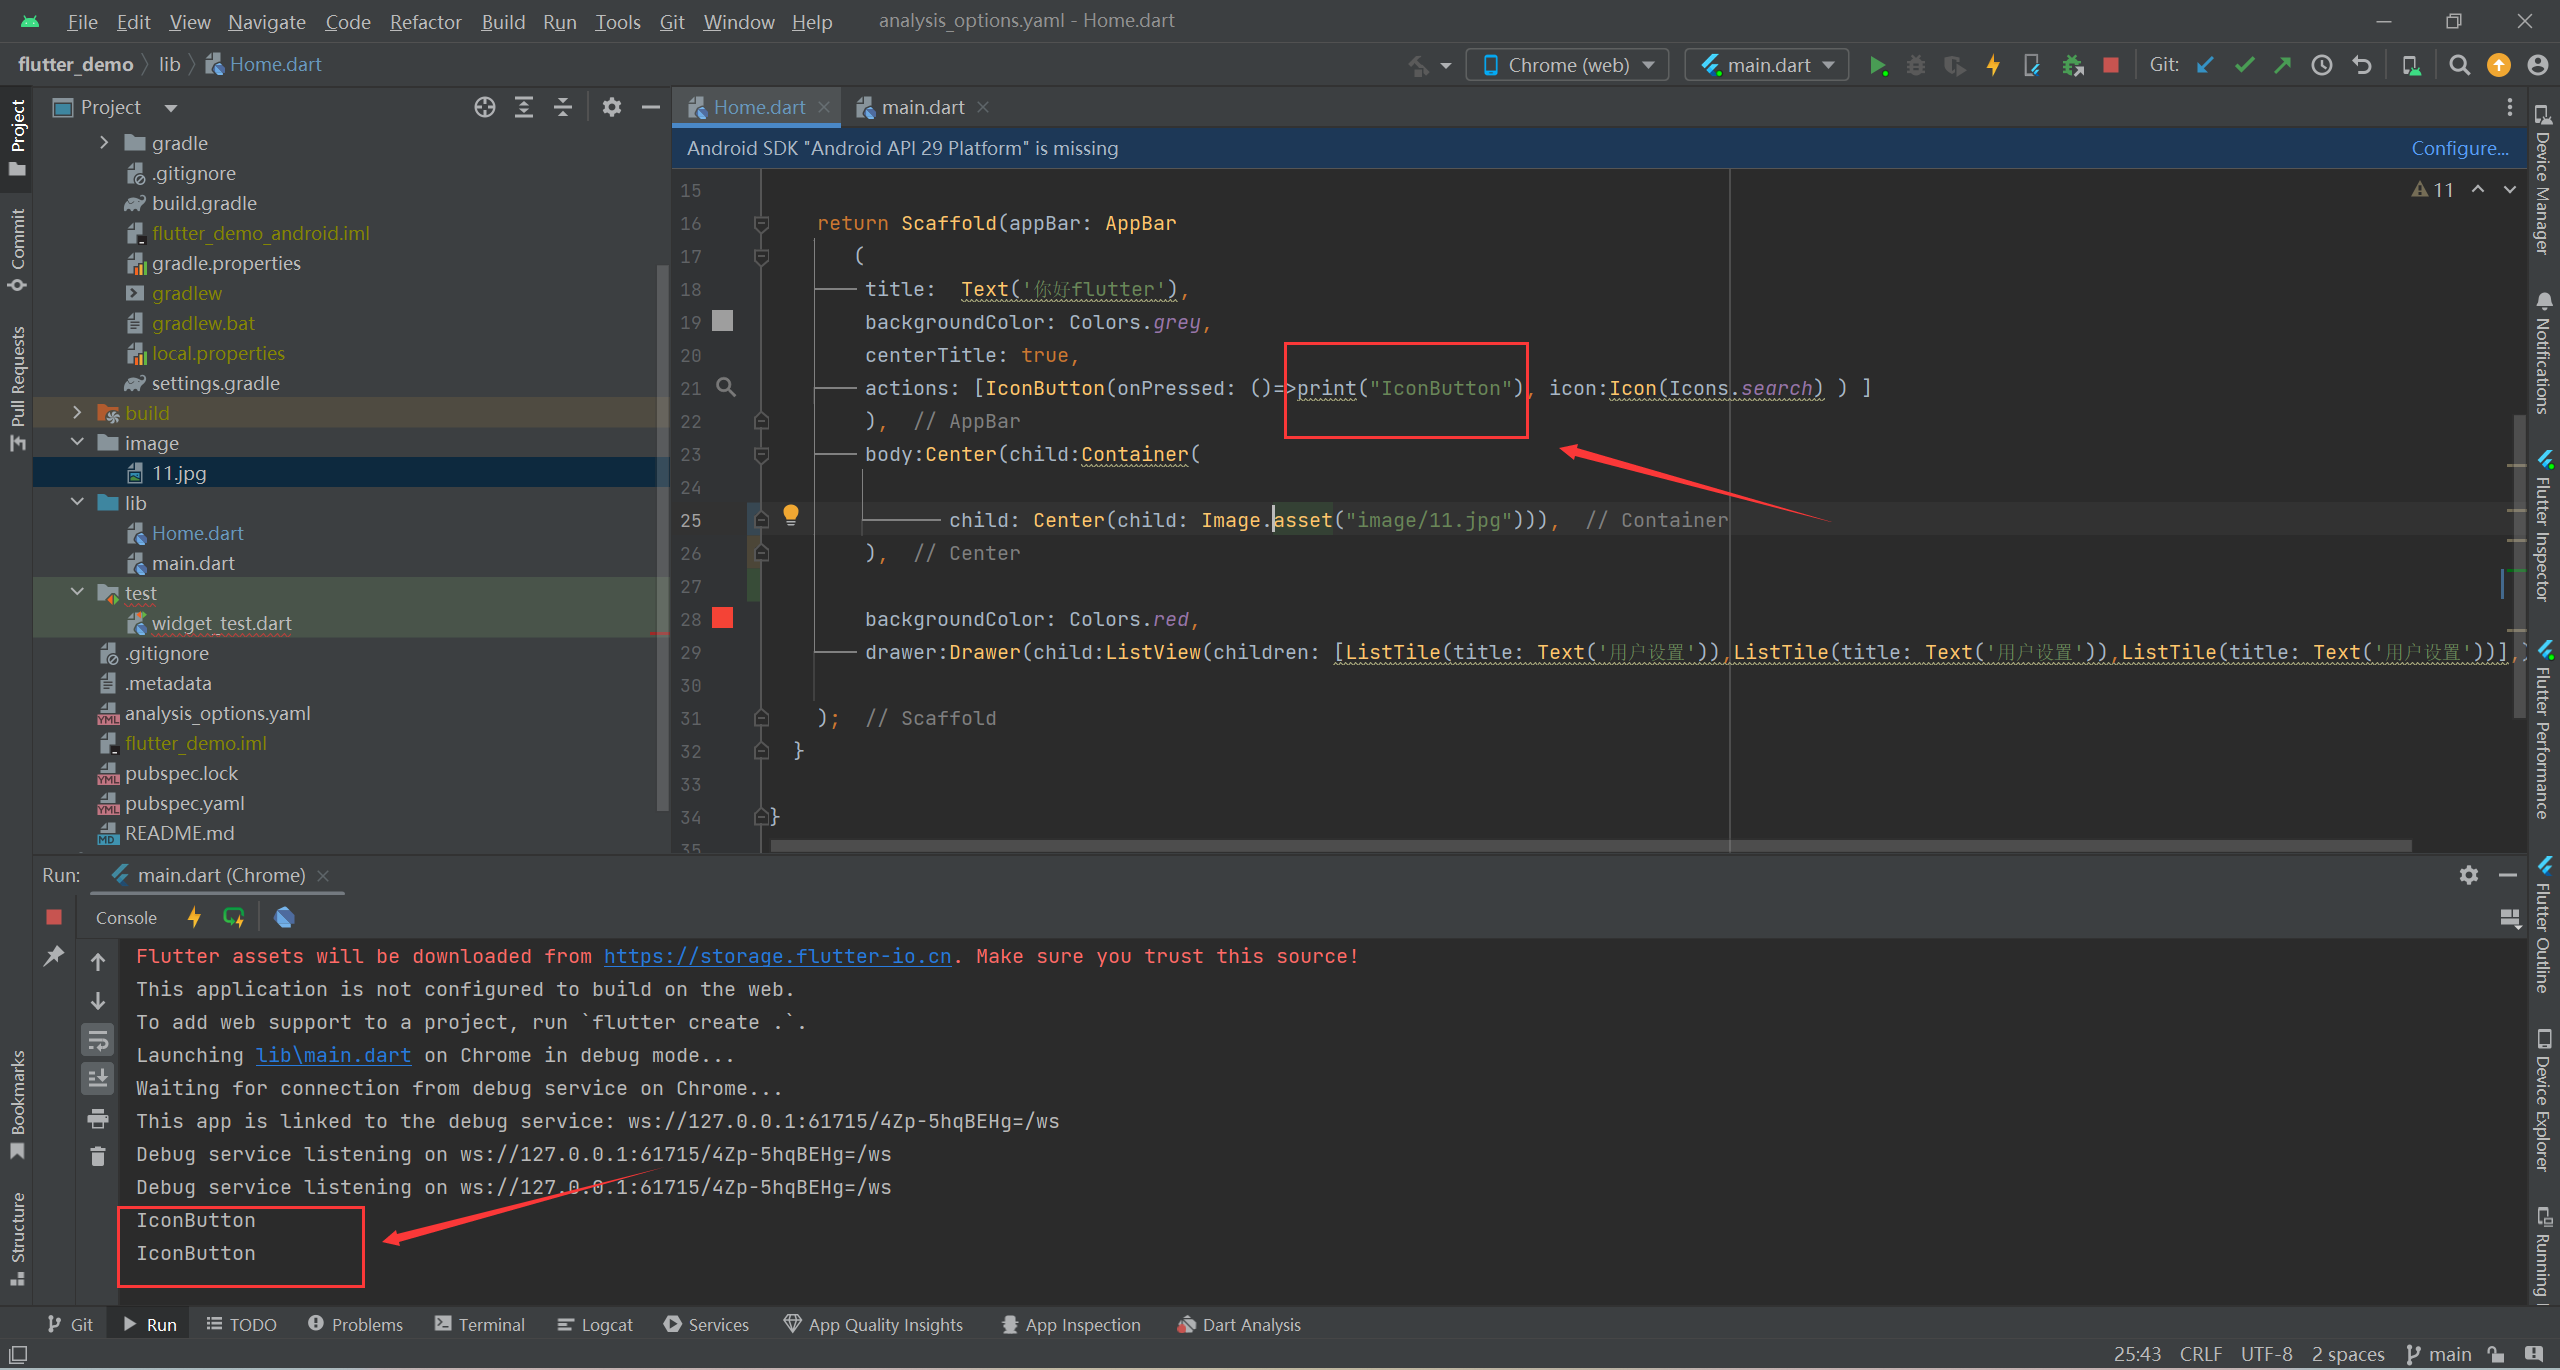 File Edit View Navigate Code Refactor Build Run Tools Git Window Help analysis_options.yaml - Home.dart
flutter_demo lib Home.dart Chrome (web) main.dart Git:
Project
Home.dart main.dart
Android SDK "Android API 29 Platform" is missing Configure...
Project
Commit
Pull Requests
Bookmarks
Structure
gradle
.gitignore
build.gradle
flutter_demo_android.iml
gradle.properties
gradlew
gradlew.bat
local.properties
settings.gradle
build
image
11.jpg
lib
Home.dart
main.dart
test
widget_test.dart
.gitignore
.metadata
analysis_options.yaml
flutter_demo.iml
pubspec.lock
pubspec.yaml
README.md
11
15
16 return Scaffold(appBar: AppBar
17 (
18 title: Text('你好flutter'),
19 backgroundColor: Colors.grey,
20 centerTitle: true,
21 actions: [IconButton(onPressed: ()=>print("IconButton"), icon:Icon(Icons.search) ) ]
22 ), // AppBar
23 body:Center(child:Container(
24
25 child: Center(child: Image.asset("image/11.jpg"))), // Container
26 ), // Center
27
28 backgroundColor: Colors.red,
29 drawer:Drawer(child:ListView(children: [ListTile(title: Text('用户设置')),ListTile(title: Text('用户设置')),ListTile(title: Text('用户设置'))],)
30
31 ); // Scaffold
32 }
33
34 }
35
Device Manager
Notifications
Flutter Inspector
Flutter Performance
Flutter Outline
Device Explorer
Running
Run: main.dart (Chrome)
Console
Flutter assets will be downloaded from https://storage.flutter-io.cn. Make sure you trust this source!
This application is not configured to build on the web.
To add web support to a project, run `flutter create .`.
Launching lib\main.dart on Chrome in debug mode...
Waiting for connection from debug service on Chrome...
This app is linked to the debug service: ws://127.0.0.1:61715/4Zp-5hqBEHg=/ws
Debug service listening on ws://127.0.0.1:61715/4Zp-5hqBEHg=/ws
Debug service listening on ws://127.0.0.1:61715/4Zp-5hqBEHg=/ws
IconButton
IconButton
Git Run TODO Problems Terminal Logcat Services App Quality Insights App Inspection Dart Analysis
25:43 CRLF UTF-8 2 spaces main